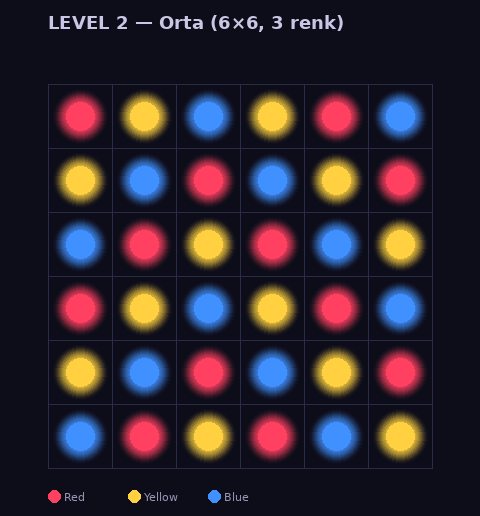 LEVEL 2 — Orta (6×6, 3 renk)
Red Yellow Blue